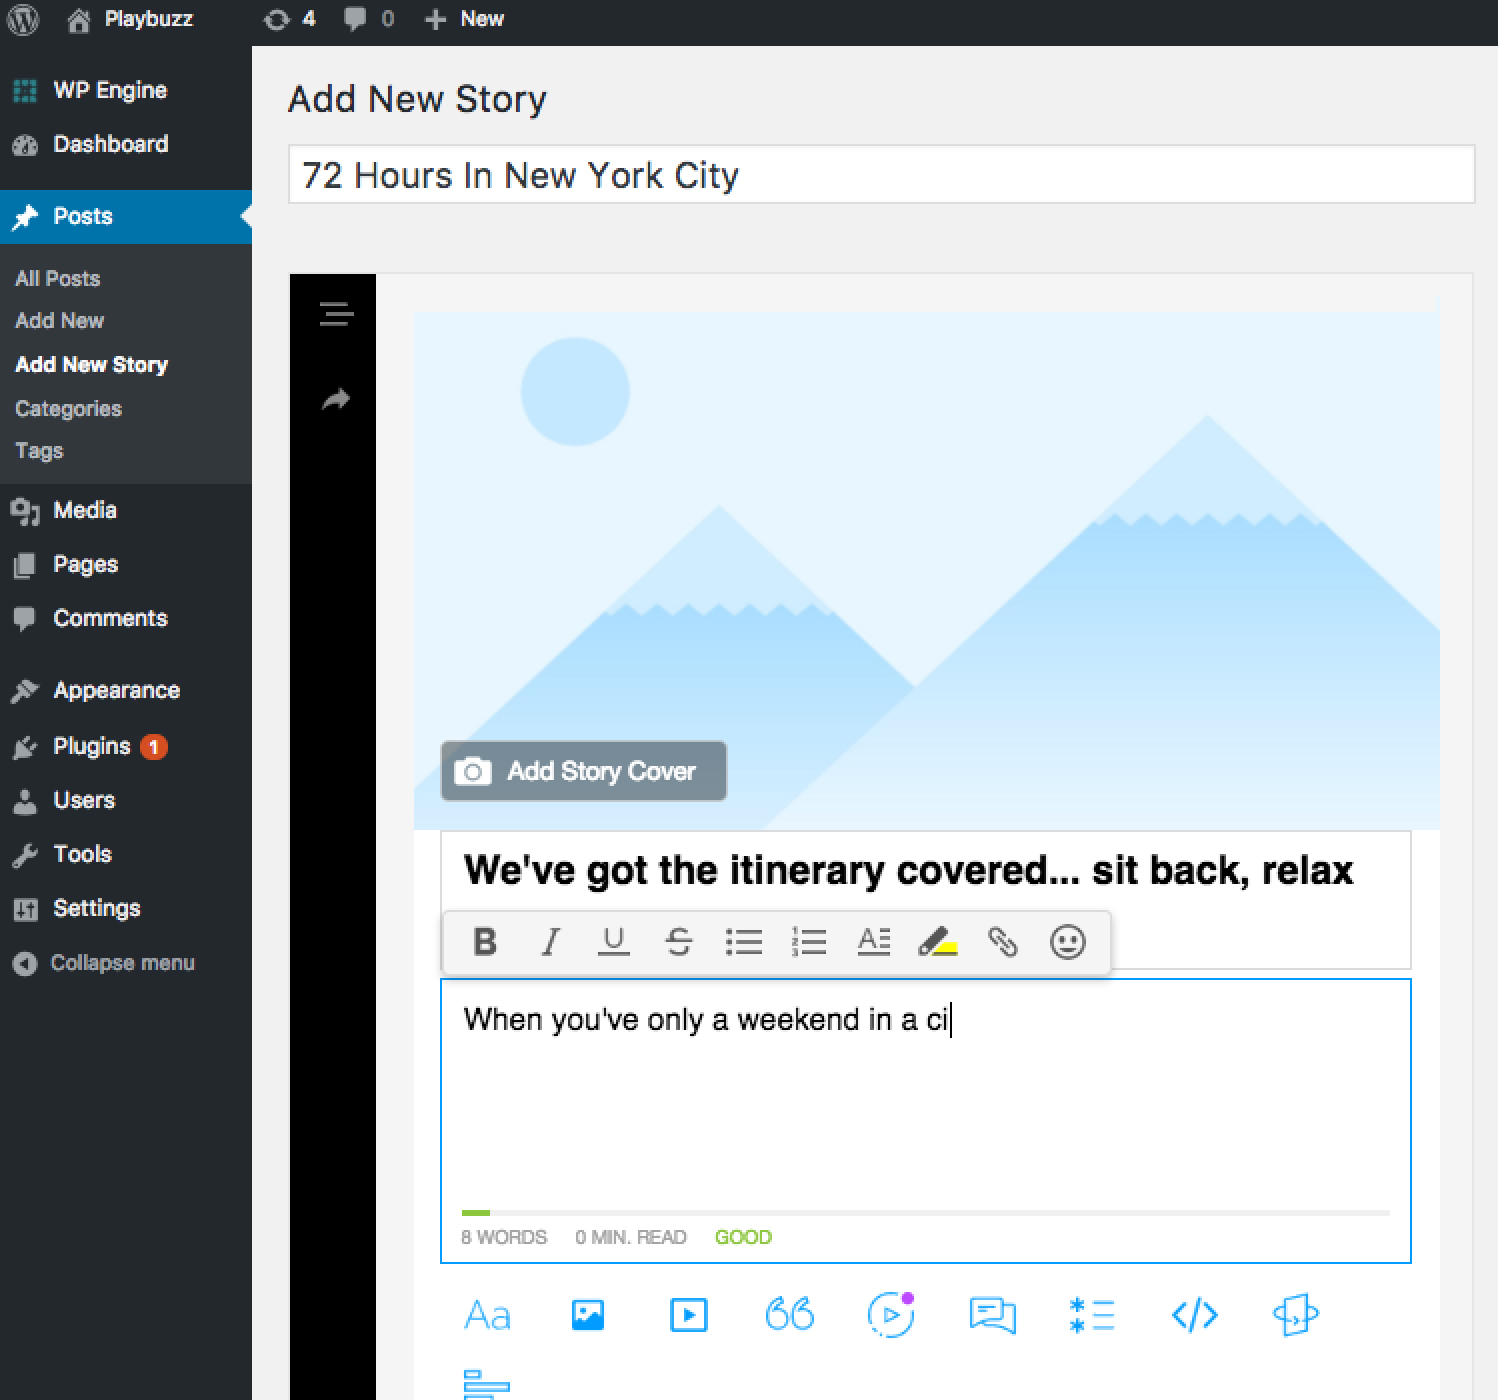 Playbuzz 4 0 New
WP Engine
Dashboard
Posts
All Posts
Add New
Add New Story
Categories
Tags
Media
Pages
Comments
Appearance
Plugins 1
Users
Tools
Settings
Collapse menu
Add New Story
72 Hours In New York City
Add Story Cover
We've got the itinerary covered... sit back, relax
B I U S A
When you've only a weekend in a ci
8 WORDS 0 MIN. READ GOOD
Aa